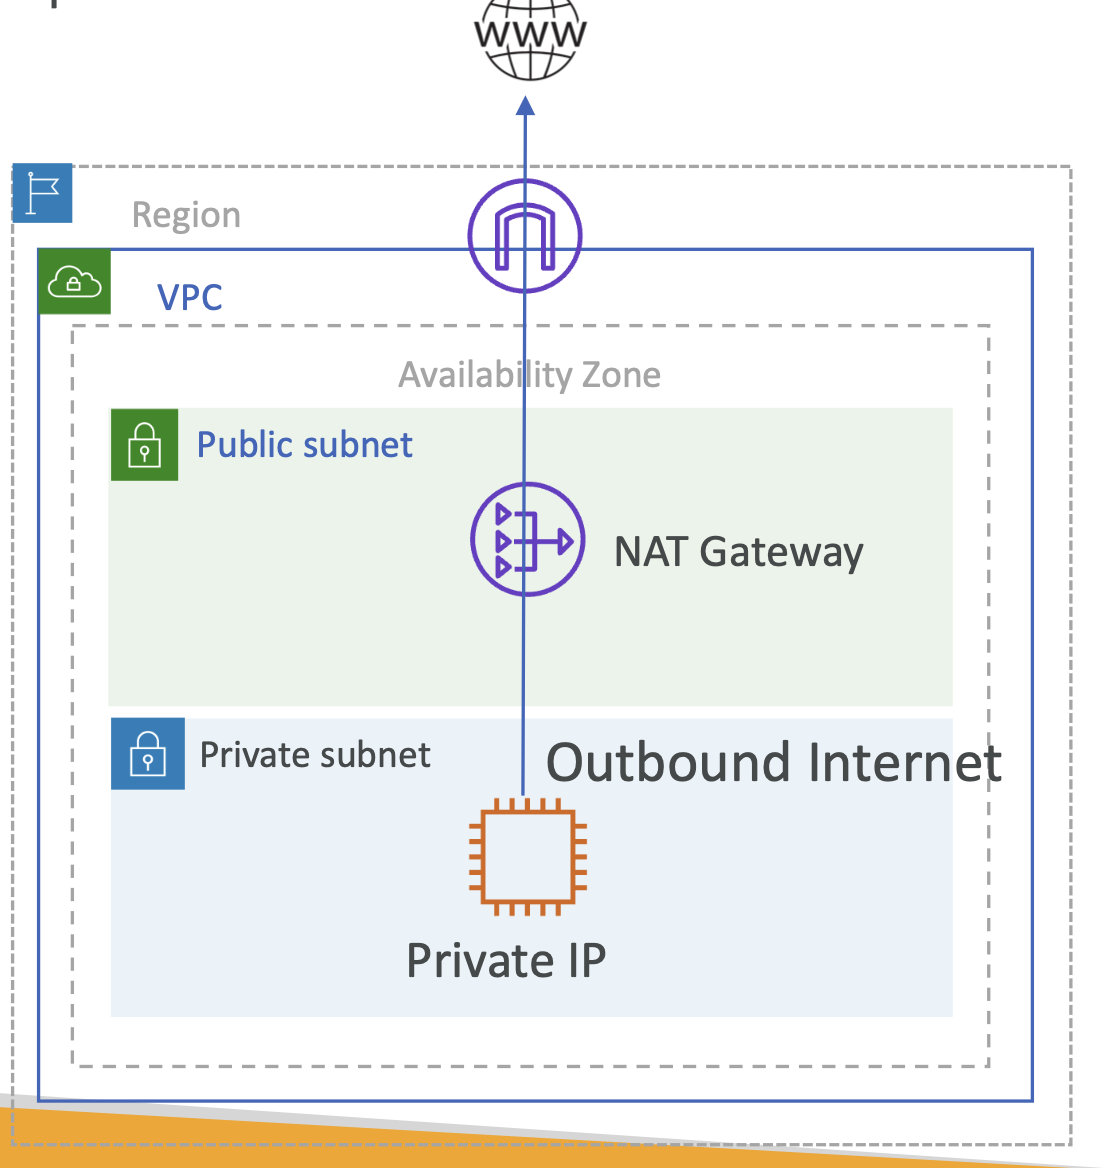 WWW
Region
VPC
Availability Zone
Public subnet
NAT Gateway
Private subnet
Outbound Internet
Private IP